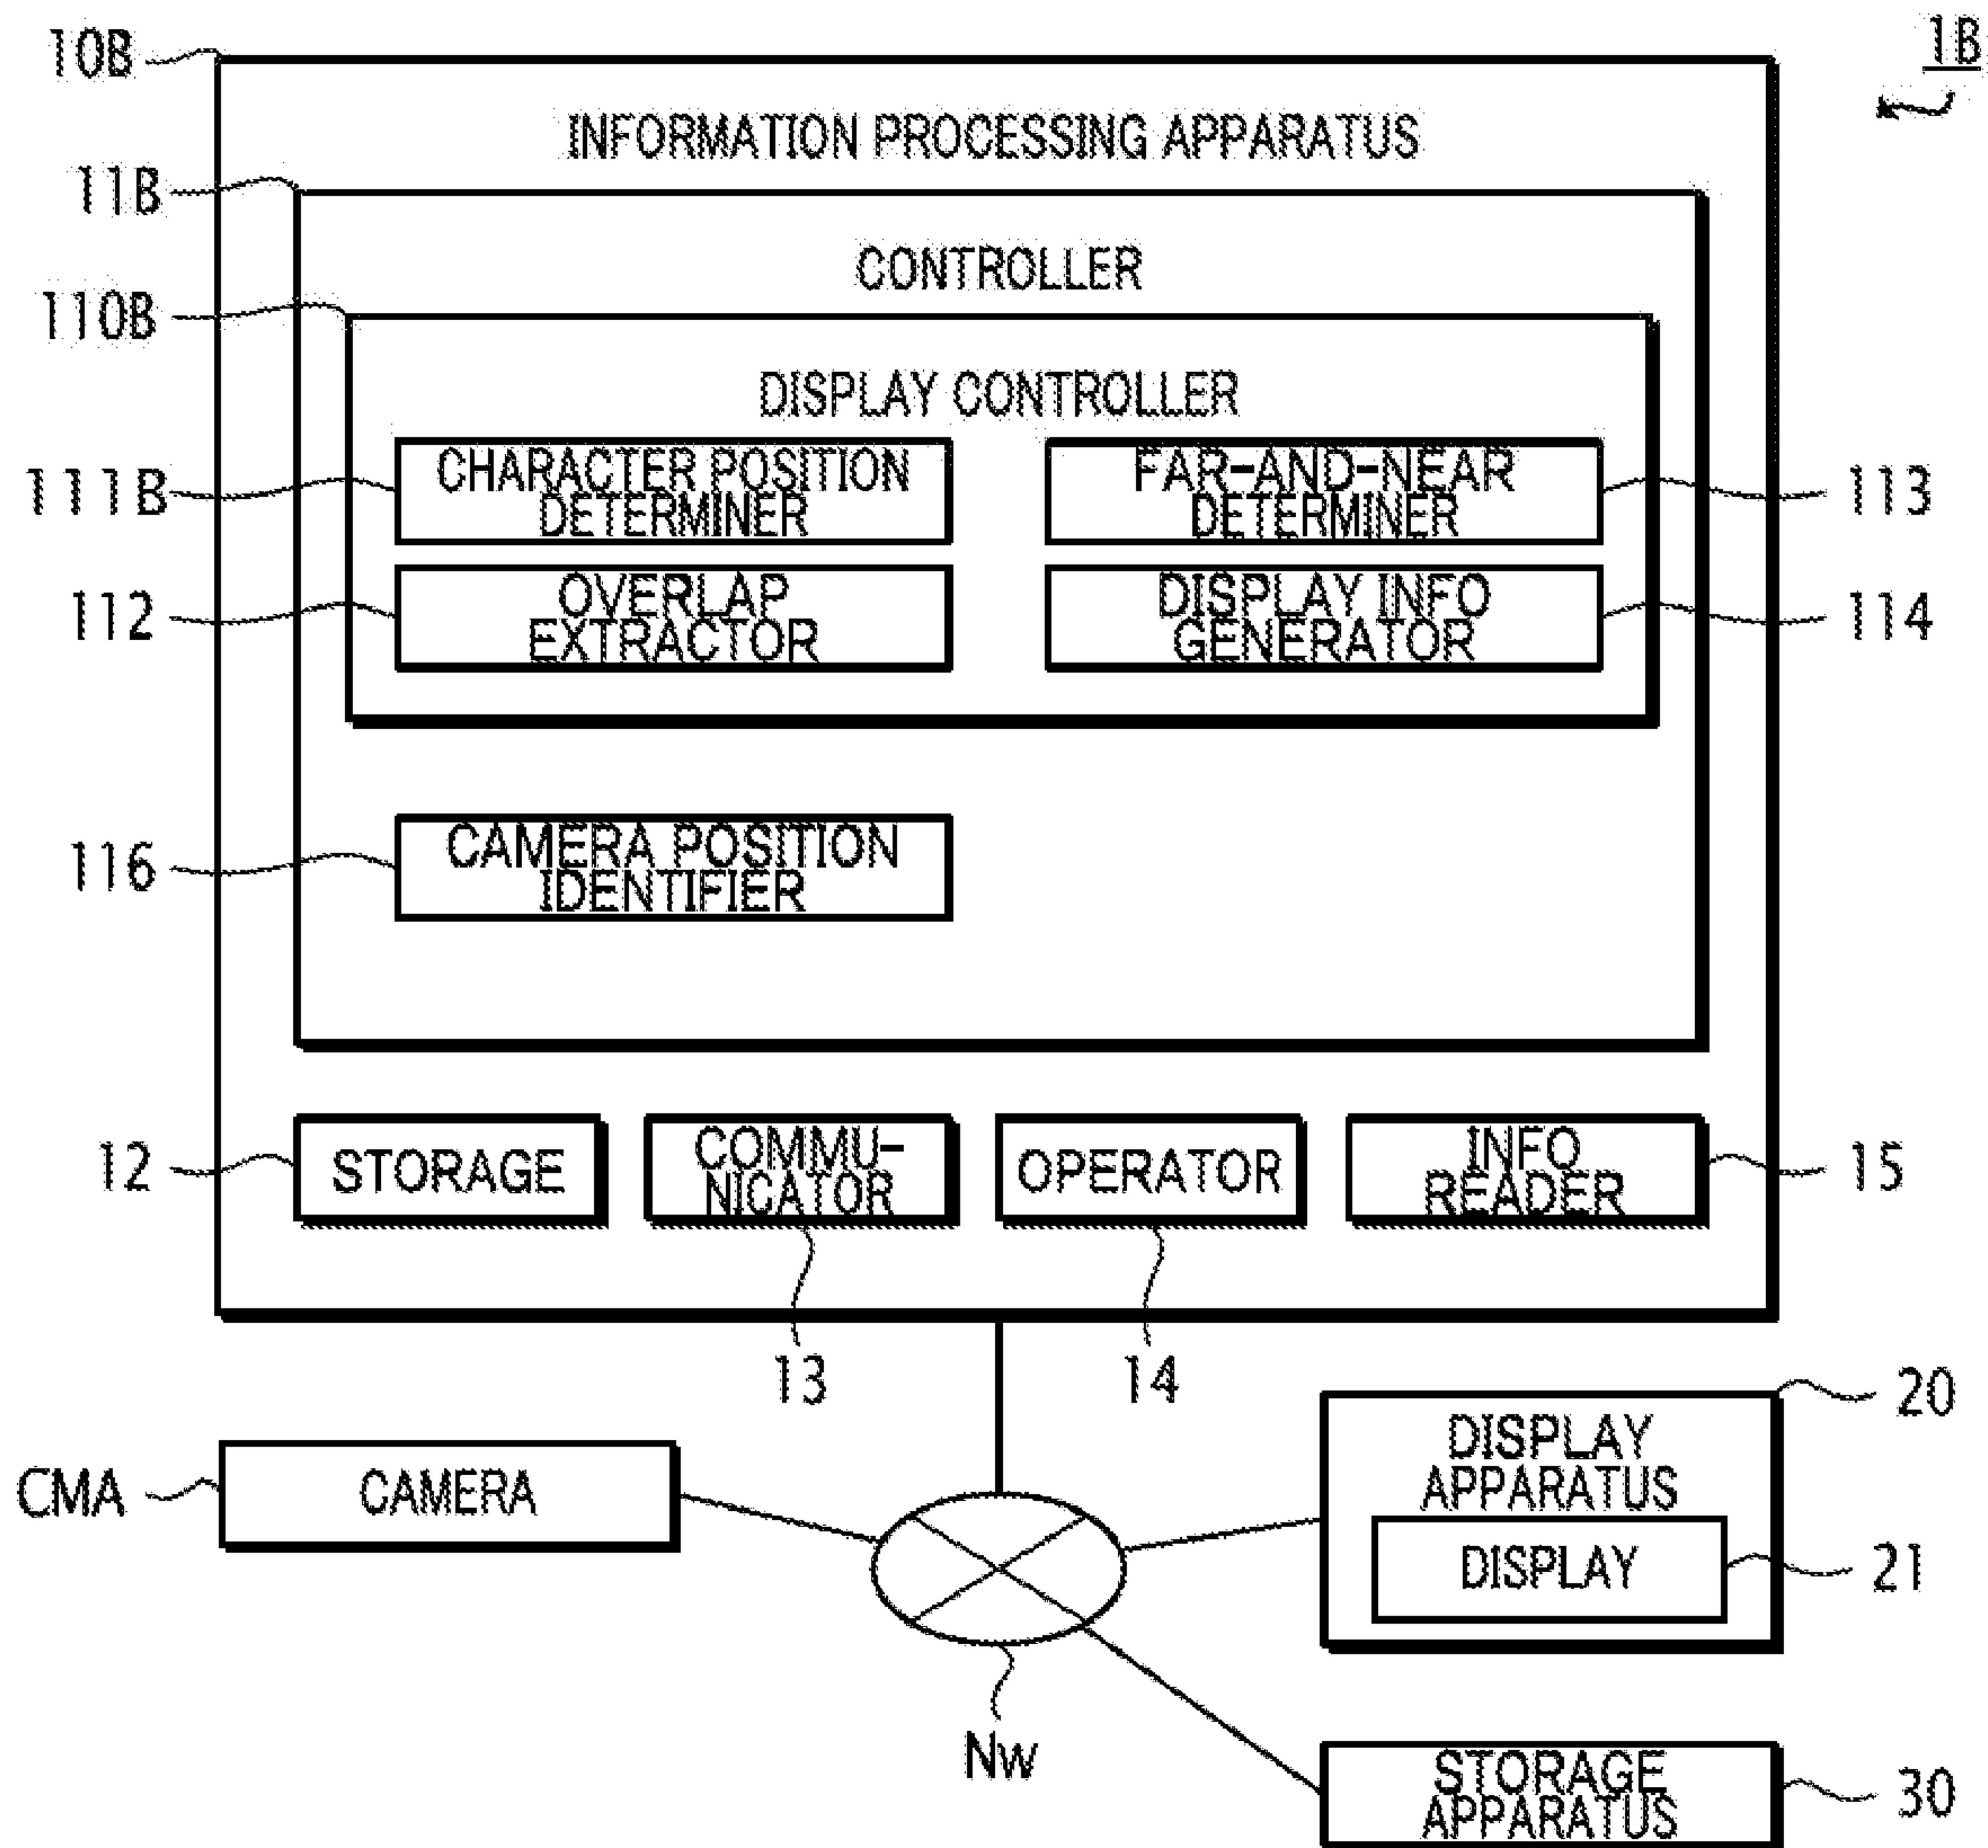 10B
1B
INFORMATION PROCESSING APPARATUS
11B
CONTROLLER
110B
DISPLAY CONTROLLER
111B
CHARACTER POSITION
DETERMINER
FAR-AND-NEAR
DETERMINER
113
112
OVERLAP
EXTRACTOR
DISPLAY INFO
GENERATOR
114
116
CAMERA POSITION
IDENTIFIER
12
STORAGE
COMMU-
NICATOR
OPERATOR
INFO
READER
15
13
14
20
DISPLAY
APPARATUS
CMA
CAMERA
DISPLAY
21
Nw
STORAGE
APPARATUS
30